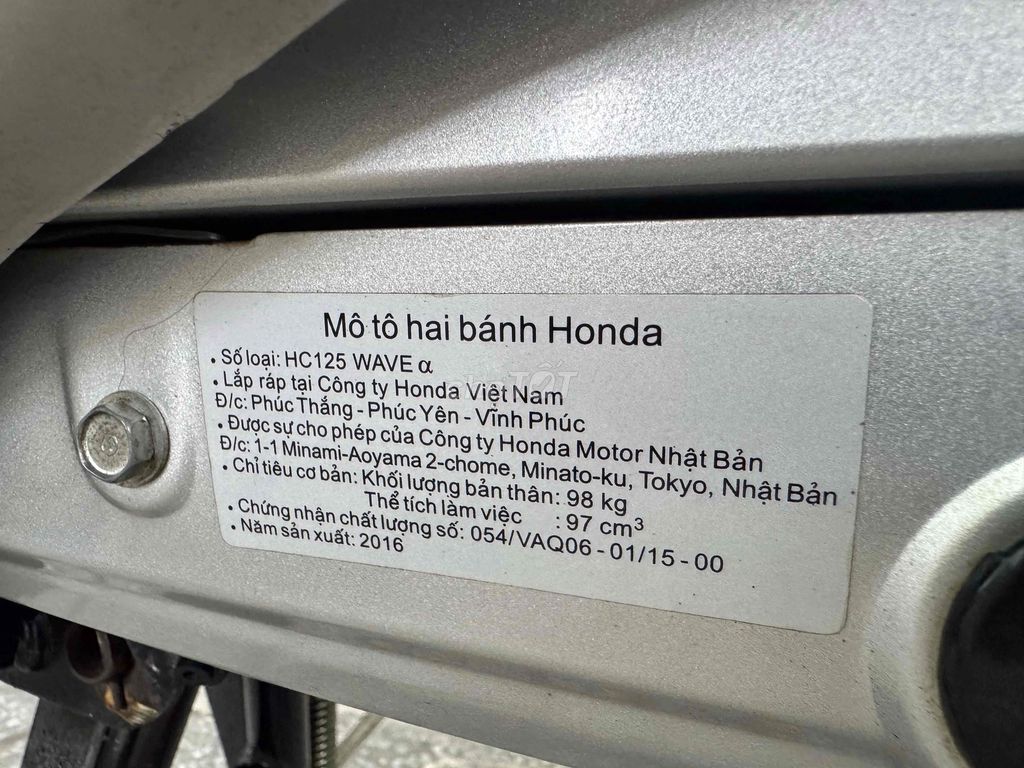 Mô tô hai bánh Honda
• Số loại: HC125 WAVE α
• Lắp ráp tại Công ty Honda Việt Nam
Đ/c: Phúc Thắng - Phúc Yên - Vĩnh Phúc
• Được sự cho phép của Công ty Honda Motor Nhật Bản
Đ/c: 1-1 Minami-Aoyama 2-chome, Minato-ku, Tokyo, Nhật Bản
• Chỉ tiêu cơ bản: Khối lượng bản thân: 98 kg
Thể tích làm việc : 97 cm³
• Chứng nhận chất lượng số: 054/VAQ06 - 01/15 - 00
• Năm sản xuất: 2016
TỐT